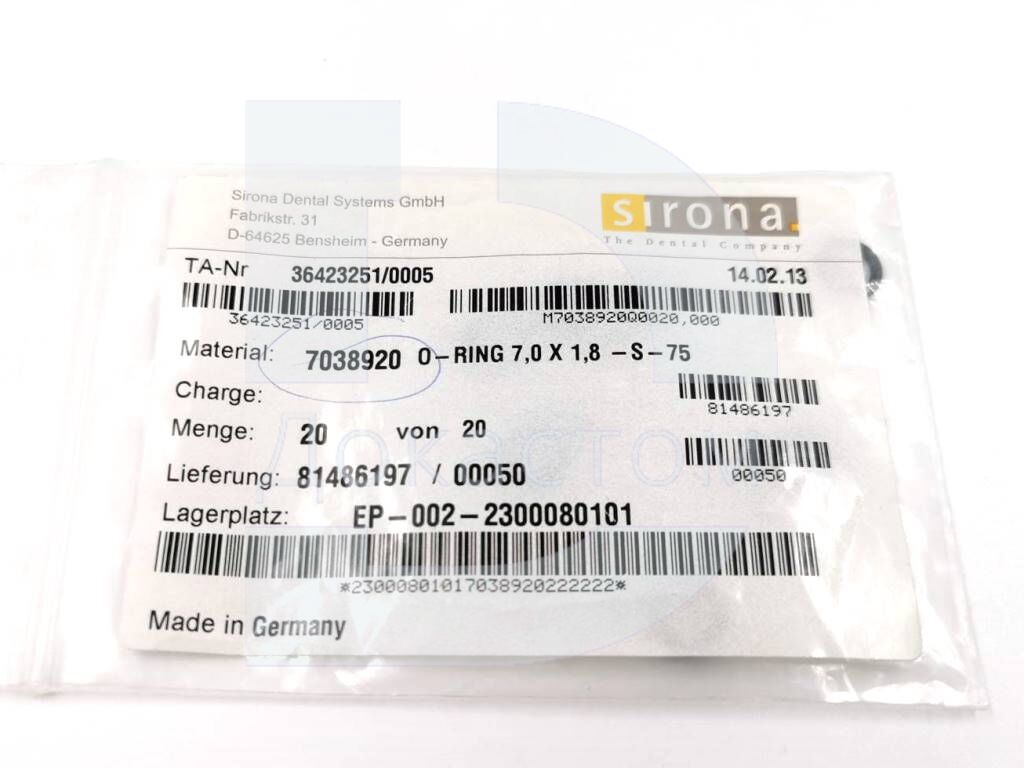 Sirona Dental Systems GmbH
Fabrikstr. 31
D-64625 Bensheim - Germany
sirona.
The Dental Company
TA-Nr 36423251/0005 14.02.13
36423251/0005 M7038920Q0020,000
Material: 7038920 O-RING 7,0 X 1,8 -S-75
Charge:
81486197
Menge: 20 von 20
Lieferung: 81486197 / 00050
00050
Lagerplatz: EP-002-2300080101
*23000801017038920222222*
Made in Germany
Докастом